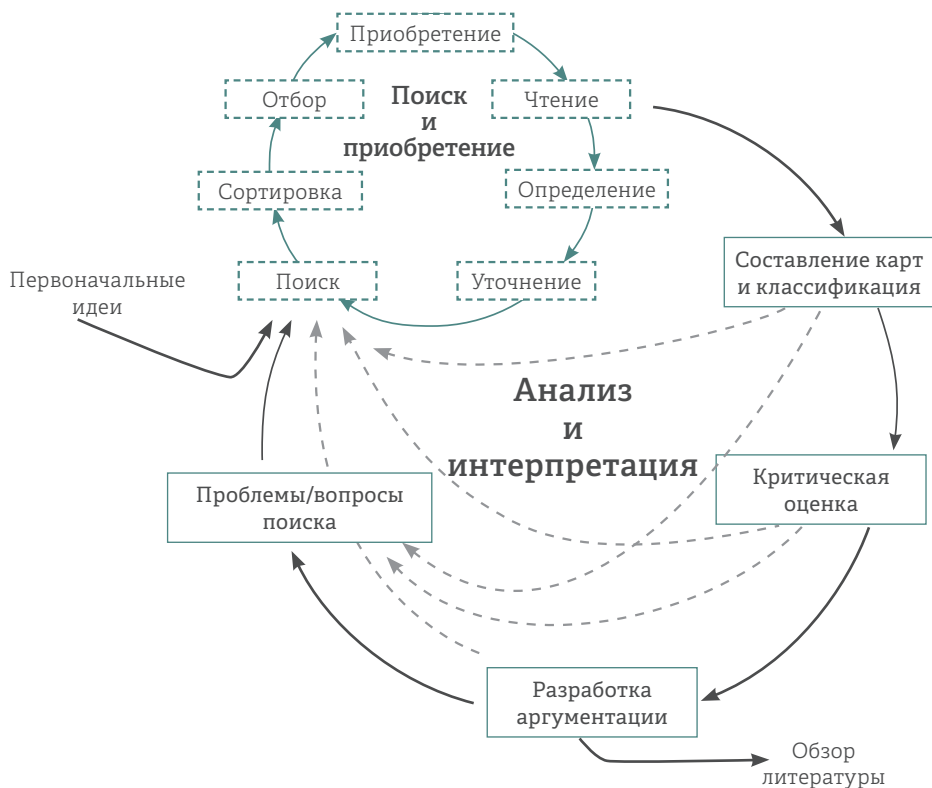 Приобретение
Отбор
Поиск
и
приобретение
Чтение
Сортировка
Определение
Первоначальные
идеи
Поиск
Уточнение
Составление карт
и классификация
Анализ
и
интерпретация
Проблемы/вопросы
поиска
Критическая
оценка
Разработка
аргументации
Обзор
литературы